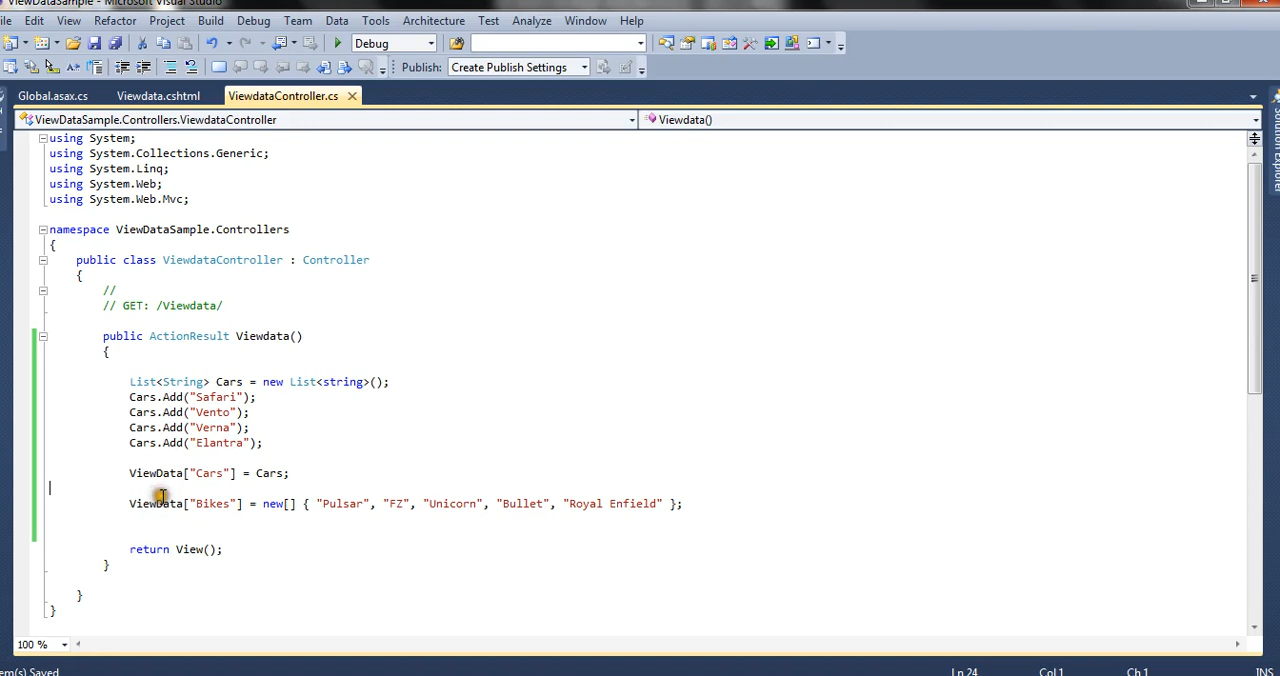 ViewDataSample - Microsoft Visual Studio
ile Edit View Refactor Project Build Debug Team Data Tools Architecture Test Analyze Window Help
Debug
Publish: Create Publish Settings
Global.asax.cs Viewdata.cshtml ViewdataController.cs
ViewDataSample.Controllers.ViewdataController Viewdata()
Solution Explorer
using System;
using System.Collections.Generic;
using System.Linq;
using System.Web;
using System.Web.Mvc;
namespace ViewDataSample.Controllers
{
public class ViewdataController : Controller
{
//
// GET: /Viewdata/
public ActionResult Viewdata()
{
List<String> Cars = new List<string>();
Cars.Add("Safari");
Cars.Add("Vento");
Cars.Add("Verna");
Cars.Add("Elantra");
ViewData["Cars"] = Cars;
ViewData["Bikes"] = new[] { "Pulsar", "FZ", "Unicorn", "Bullet", "Royal Enfield" };
return View();
}
}
}
100 %
em(s) Saved Ln 24 Col 1 Ch 1 INS